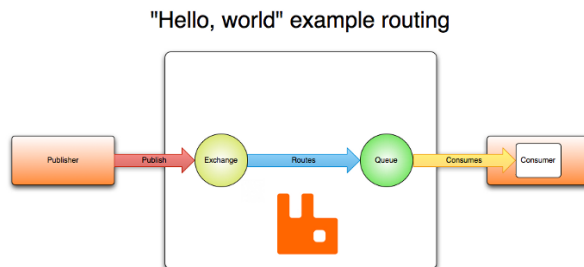 "Hello, world" example routing
Publisher
Publish
Exchange
Routes
Queue
Consumes
Consumer